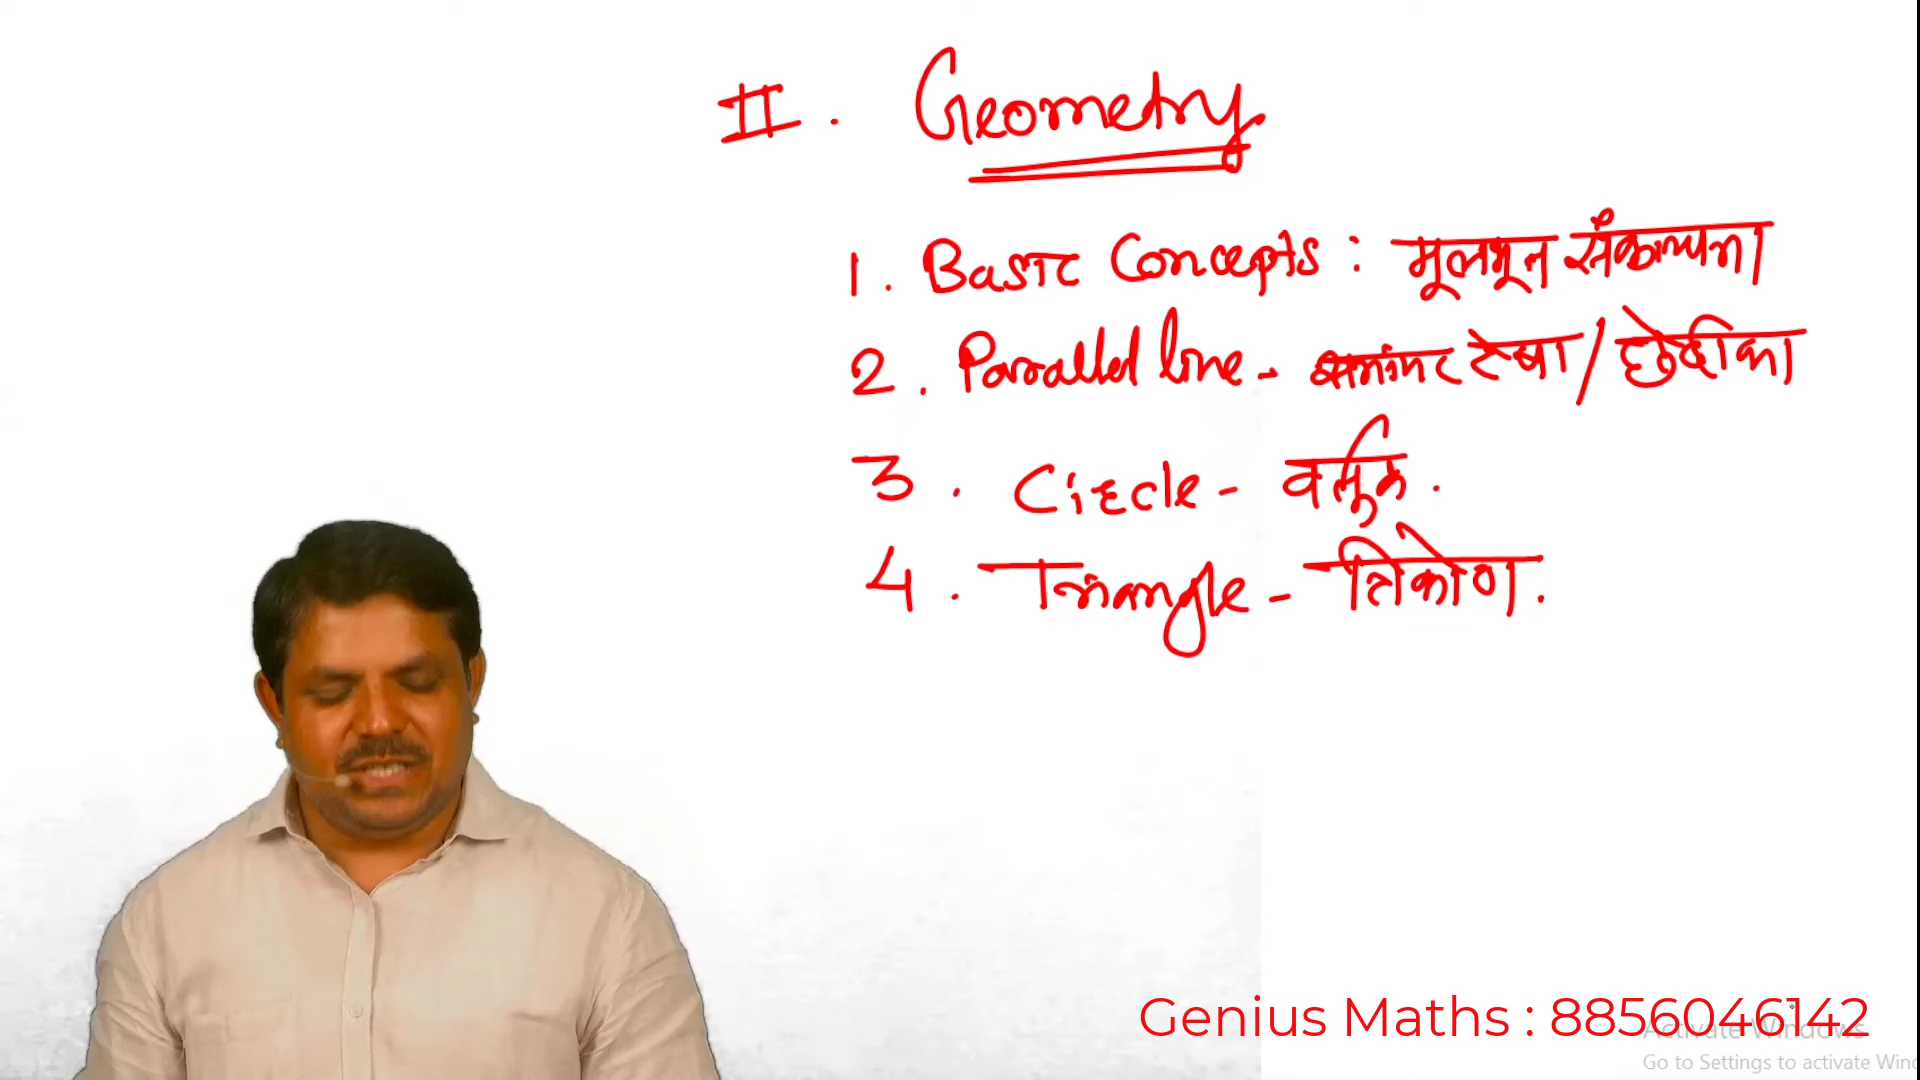 II. Geometry
1. Basic Concepts : मूलभूत संकल्पना
2. Parallel line - समांतर रेषा / छेदीका
3. Circle - वर्तुळ.
4. Triangle - त्रिकोण.
Genius Maths : 8856046142
Activate Windows
Go to Settings to activate Win